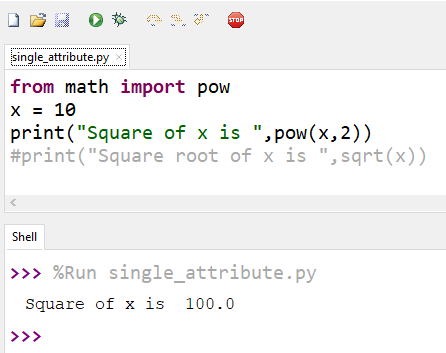 STOP
single_attribute.py ×
from math import pow
x = 10
print("Square of x is ",pow(x,2))
#print("Square root of x is ",sqrt(x))
Shell
>>> %Run single_attribute.py
Square of x is  100.0
>>>